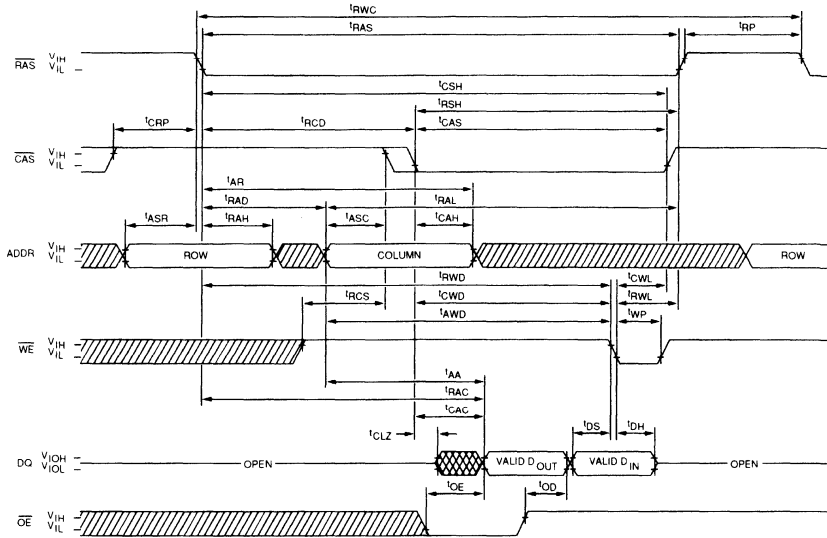 tRWC
tRAS
tRP
RAS VIH
VIL
tCSH
tRSH
tCRP
tRCD
tCAS
CAS VIH
VIL
tAR
tRAD
tRAL
tASR
tRAH
tASC
tCAH
ADDR VIH
VIL
ROW
COLUMN
ROW
tRWD
tCWL
tRCS
tCWD
tRWL
tAWD
tWP
WE VIH
VIL
tAA
tRAC
tCAC
tCLZ
tDS
tDH
DQ VIOH
VIOL
OPEN
VALID DOUT
VALID DIN
OPEN
tOE
tOD
OE VIH
VIL